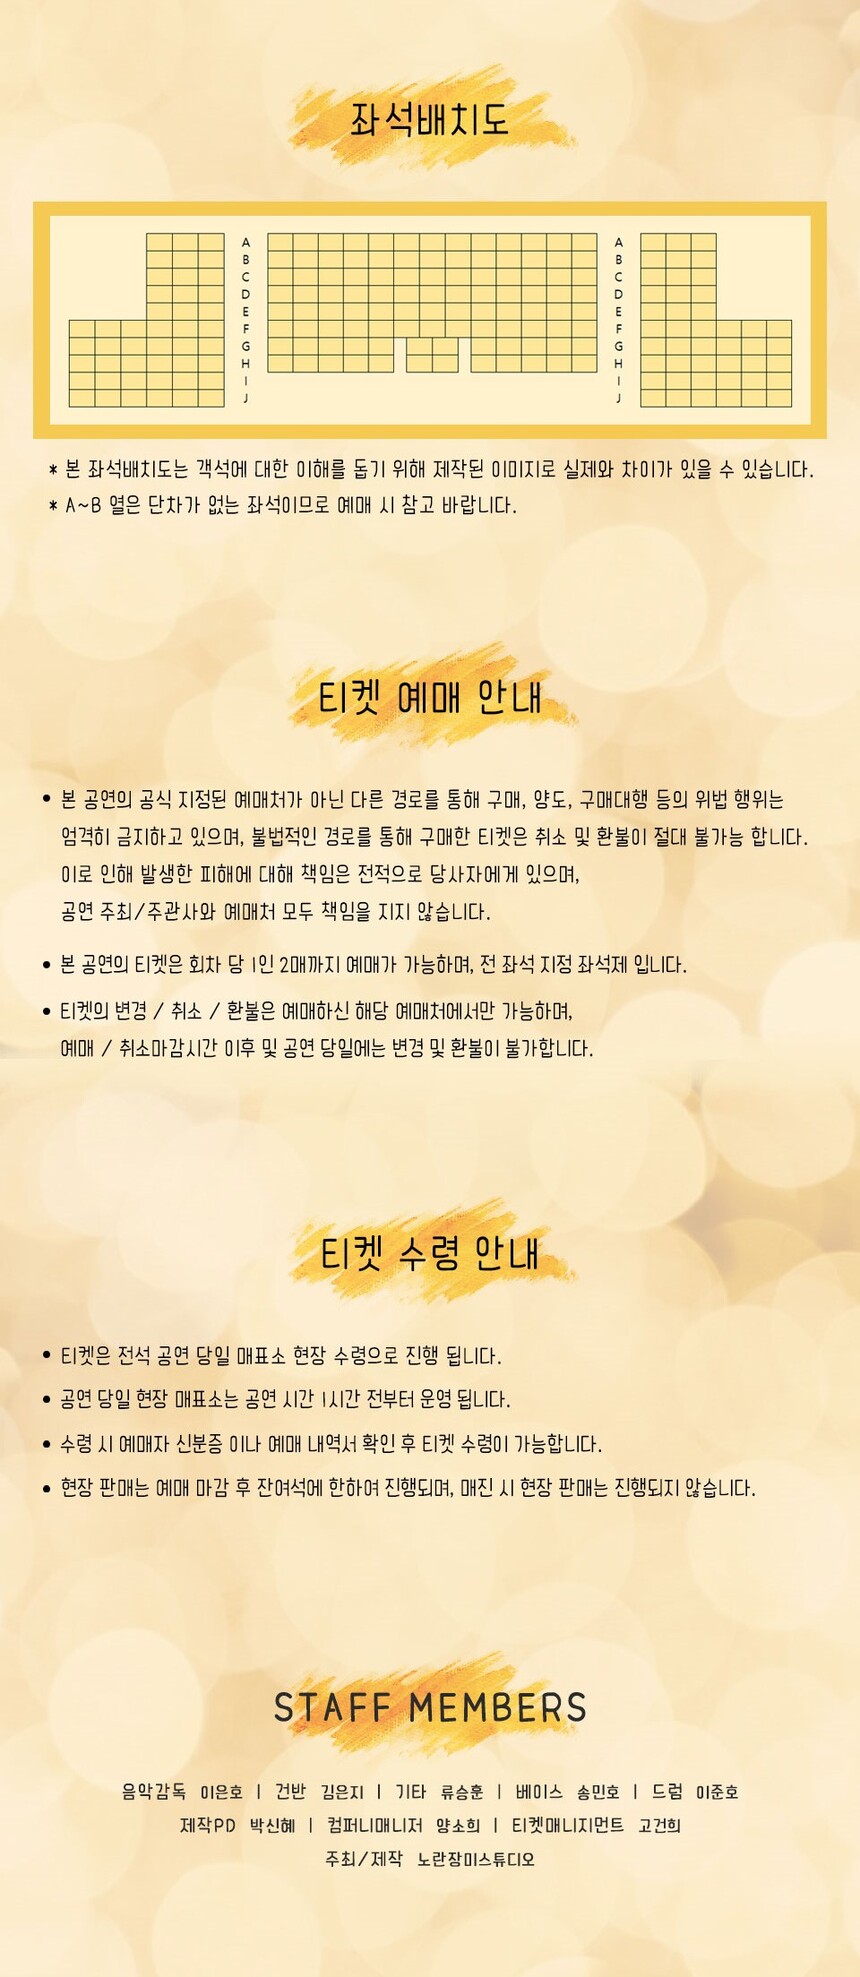 좌석배치도
A A
B B
C C
D D
E E
F F
G G
H H
I I
J J
* 본 좌석배치도는 객석에 대한 이해를 돕기 위해 제작된 이미지로 실제와 차이가 있을 수 있습니다.
* A~B 열은 단차가 없는 좌석이므로 예매 시 참고 바랍니다.
티켓 예매 안내
• 본 공연의 공식 지정된 예매처가 아닌 다른 경로를 통해 구매, 양도, 구매대행 등의 위법 행위는
엄격히 금지하고 있으며, 불법적인 경로를 통해 구매한 티켓은 취소 및 환불이 절대 불가능 합니다.
이로 인해 발생한 피해에 대해 책임은 전적으로 당사자에게 있으며,
공연 주최/주관사와 예매처 모두 책임을 지지 않습니다.
• 본 공연의 티켓은 회차 당 1인 2매까지 예매가 가능하며, 전 좌석 지정 좌석제 입니다.
• 티켓의 변경 / 취소 / 환불은 예매하신 해당 예매처에서만 가능하며,
예매 / 취소마감시간 이후 및 공연 당일에는 변경 및 환불이 불가합니다.
티켓 수령 안내
• 티켓은 전석 공연 당일 매표소 현장 수령으로 진행 됩니다.
• 공연 당일 현장 매표소는 공연 시간 1시간 전부터 운영 됩니다.
• 수령 시 예매자 신분증 이나 예매 내역서 확인 후 티켓 수령이 가능합니다.
• 현장 판매는 예매 마감 후 잔여석에 한하여 진행되며, 매진 시 현장 판매는 진행되지 않습니다.
STAFF MEMBERS
음악감독 이은호 | 건반 김은지 | 기타 류승훈 | 베이스 송민호 | 드럼 이준호
제작PD 박신혜 | 컴퍼니매니저 양소희 | 티켓매니지먼트 고건희
주최/제작 노란장미스튜디오